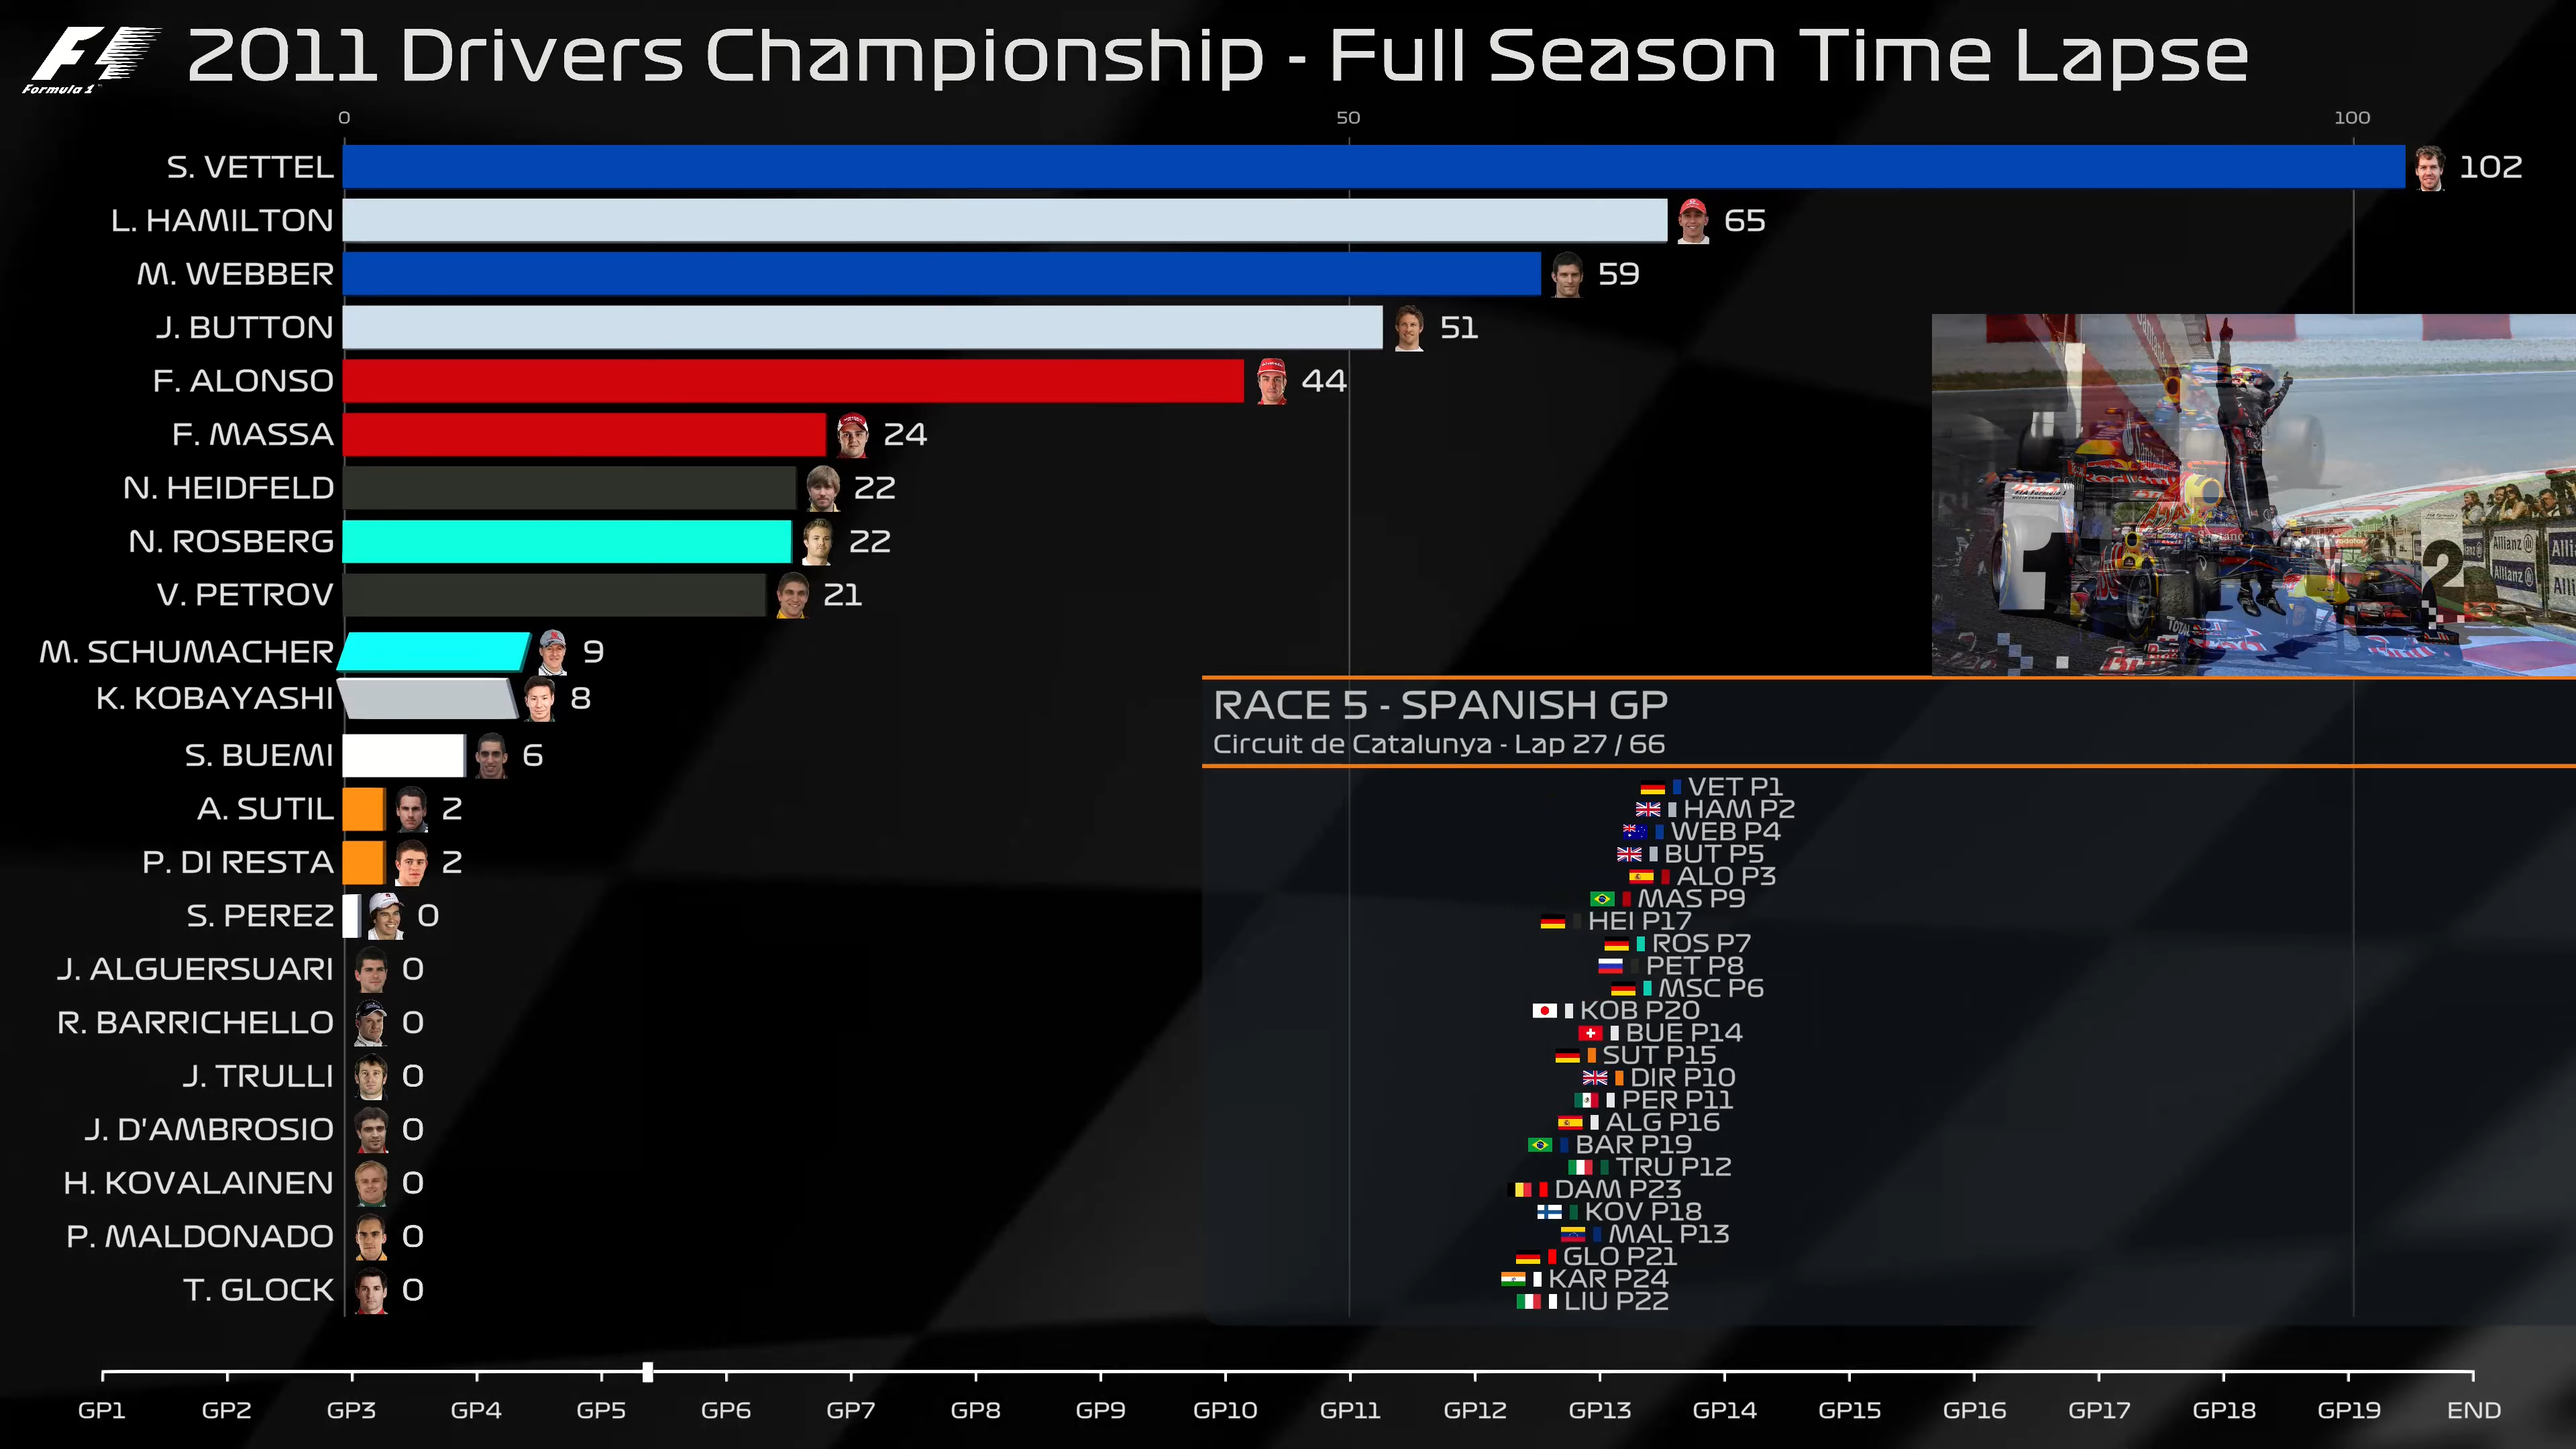 Formula 1
2011 Drivers Championship - Full Season Time Lapse
0 50 100
S. VETTEL 102
L. HAMILTON 65
M. WEBBER 59
J. BUTTON 51
F. ALONSO 44
F. MASSA 24
N. HEIDFELD 22
N. ROSBERG 22
V. PETROV 21
M. SCHUMACHER 9
K. KOBAYASHI 8
S. BUEMI 6
A. SUTIL 2
P. DI RESTA 2
S. PEREZ 0
J. ALGUERSUARI 0
R. BARRICHELLO 0
J. TRULLI 0
J. D'AMBROSIO 0
H. KOVALAINEN 0
P. MALDONADO 0
T. GLOCK 0
Allianz
Allianz
1
2
TOTAL
RACE 5 - SPANISH GP
Circuit de Catalunya - Lap 27 / 66
VET P1
HAM P2
WEB P4
BUT P5
ALO P3
MAS P9
HEI P17
ROS P7
PET P8
MSC P6
KOB P20
BUE P14
SUT P15
DIR P10
PER P11
ALG P16
BAR P19
TRU P12
DAM P23
KOV P18
MAL P13
GLO P21
KAR P24
LIU P22
GP1 GP2 GP3 GP4 GP5 GP6 GP7 GP8 GP9 GP10 GP11 GP12 GP13 GP14 GP15 GP16 GP17 GP18 GP19 END